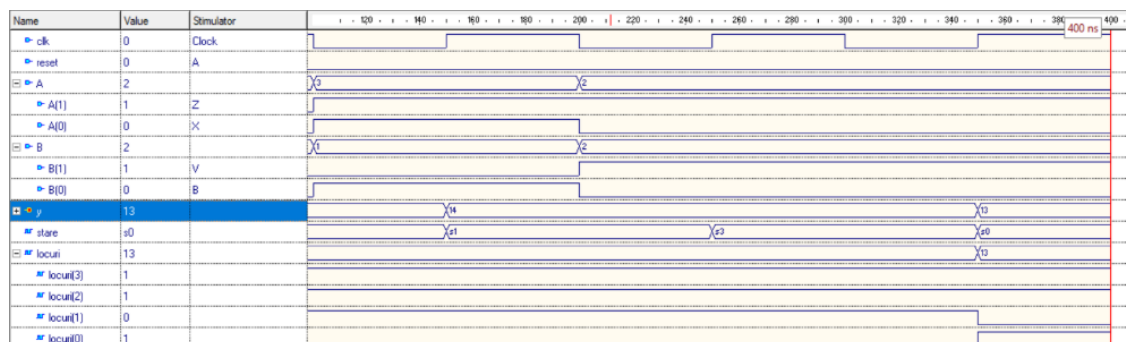 Name Value Stimulator 120 140 160 180 200 220 240 260 280 300 320 340 360 380 400
400 ns
clk 0 Clock
reset 0 A
A 2 3 2
A(1) 1 Z
A(0) 0 X
B 2 1 2
B(1) 1 V
B(0) 0 B
y 13 14 13
stare s0 s1 s3 s0
locuri 13 13
locuri(3) 1
locuri(2) 1
locuri(1) 0
locuri(0) 1